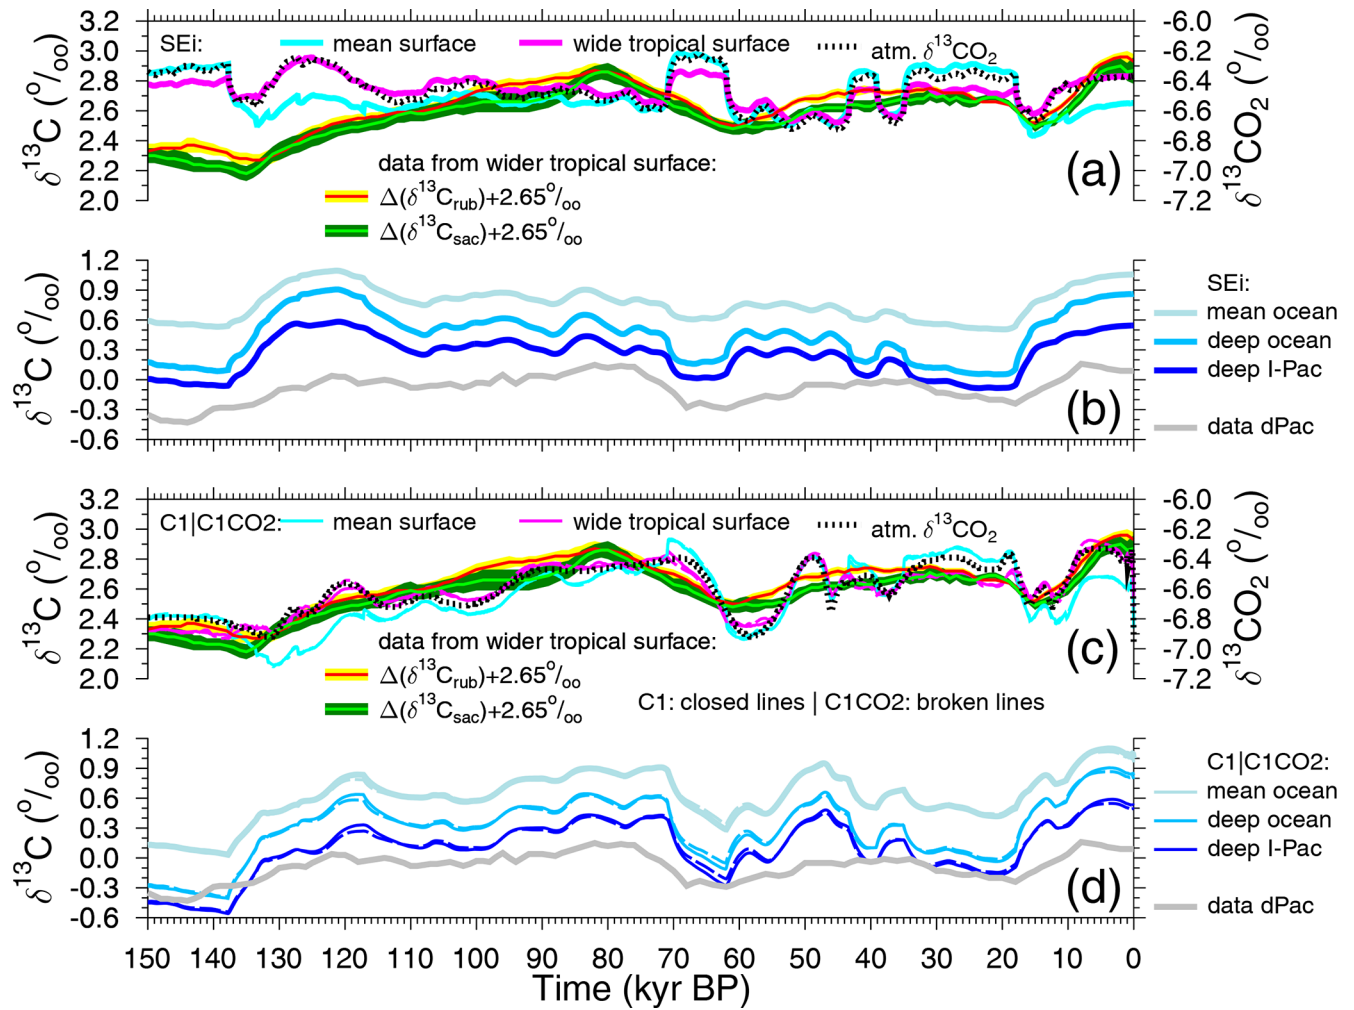 3.2
3.0
2.8
2.6
2.4
2.2
2.0
δ13C (o/oo)
SEi:
mean surface
wide tropical surface
atm. δ13CO2
data from wider tropical surface:
Δ(δ13Crub)+2.65o/oo
Δ(δ13Csac)+2.65o/oo
(a)
-6.0
-6.2
-6.4
-6.6
-6.8
-7.0
-7.2
δ13CO2 (o/oo)
1.2
0.9
0.6
0.3
0.0
-0.3
-0.6
δ13C (o/oo)
(b)
SEi:
mean ocean
deep ocean
deep I-Pac
data dPac
3.2
3.0
2.8
2.6
2.4
2.2
2.0
δ13C (o/oo)
C1|C1CO2:
mean surface
wide tropical surface
atm. δ13CO2
data from wider tropical surface:
Δ(δ13Crub)+2.65o/oo
Δ(δ13Csac)+2.65o/oo
C1: closed lines | C1CO2: broken lines
(c)
-6.0
-6.2
-6.4
-6.6
-6.8
-7.0
-7.2
δ13CO2 (o/oo)
1.2
0.9
0.6
0.3
0.0
-0.3
-0.6
δ13C (o/oo)
(d)
C1|C1CO2:
mean ocean
deep ocean
deep I-Pac
data dPac
150 140 130 120 110 100 90 80 70 60 50 40 30 20 10 0
Time (kyr BP)